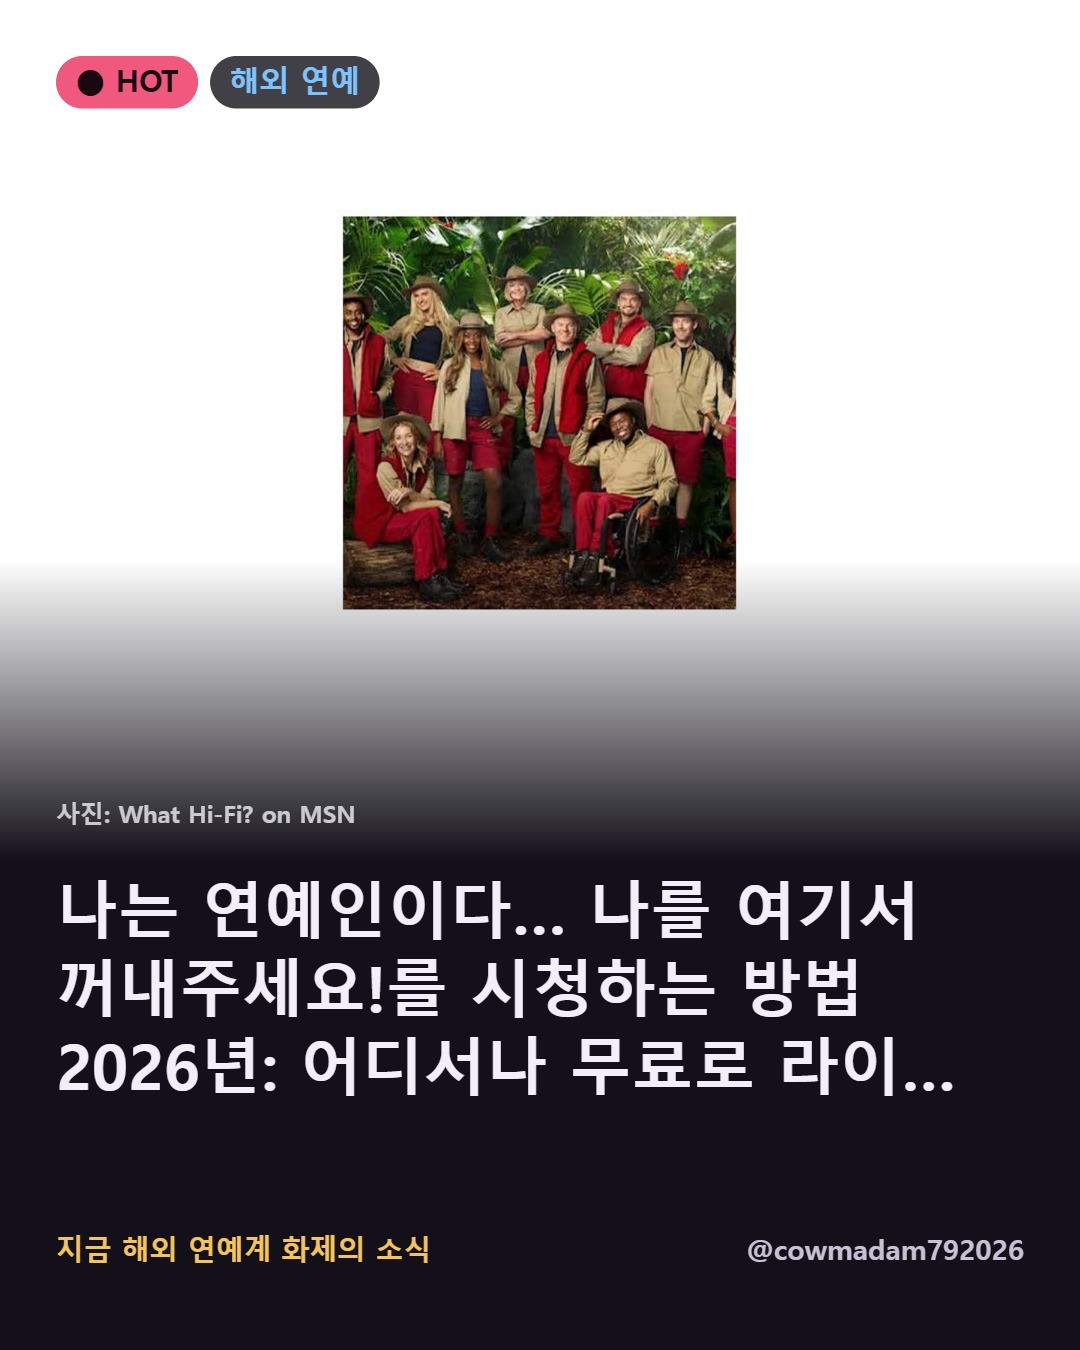 ● HOT
해외 연예
사진: What Hi-Fi? on MSN
나는 연예인이다... 나를 여기서
꺼내주세요!를 시청하는 방법
2026년: 어디서나 무료로 라이...
지금 해외 연예계 화제의 소식
@cowmadam792026